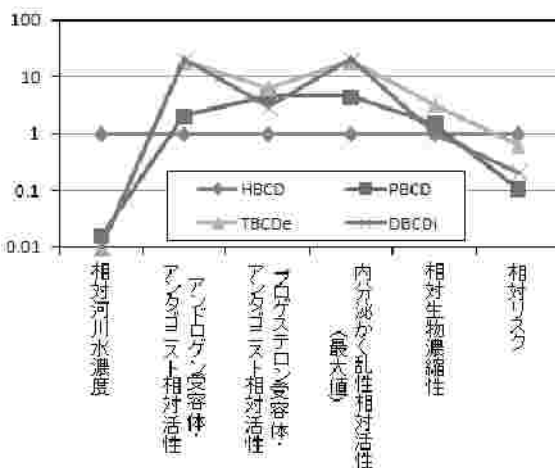 100
10
1
0.1
0.01
HBCD
PBCD
TBCDe
DBCDi
相対河川水濃度
アンドロゲン受容体・
アンタゴニスト相対活性
プロゲステロン受容体・
アンタゴニスト相対活性
内分泌かく乱性相対活性
(最大値)
相対生物濃縮性
相対リスク